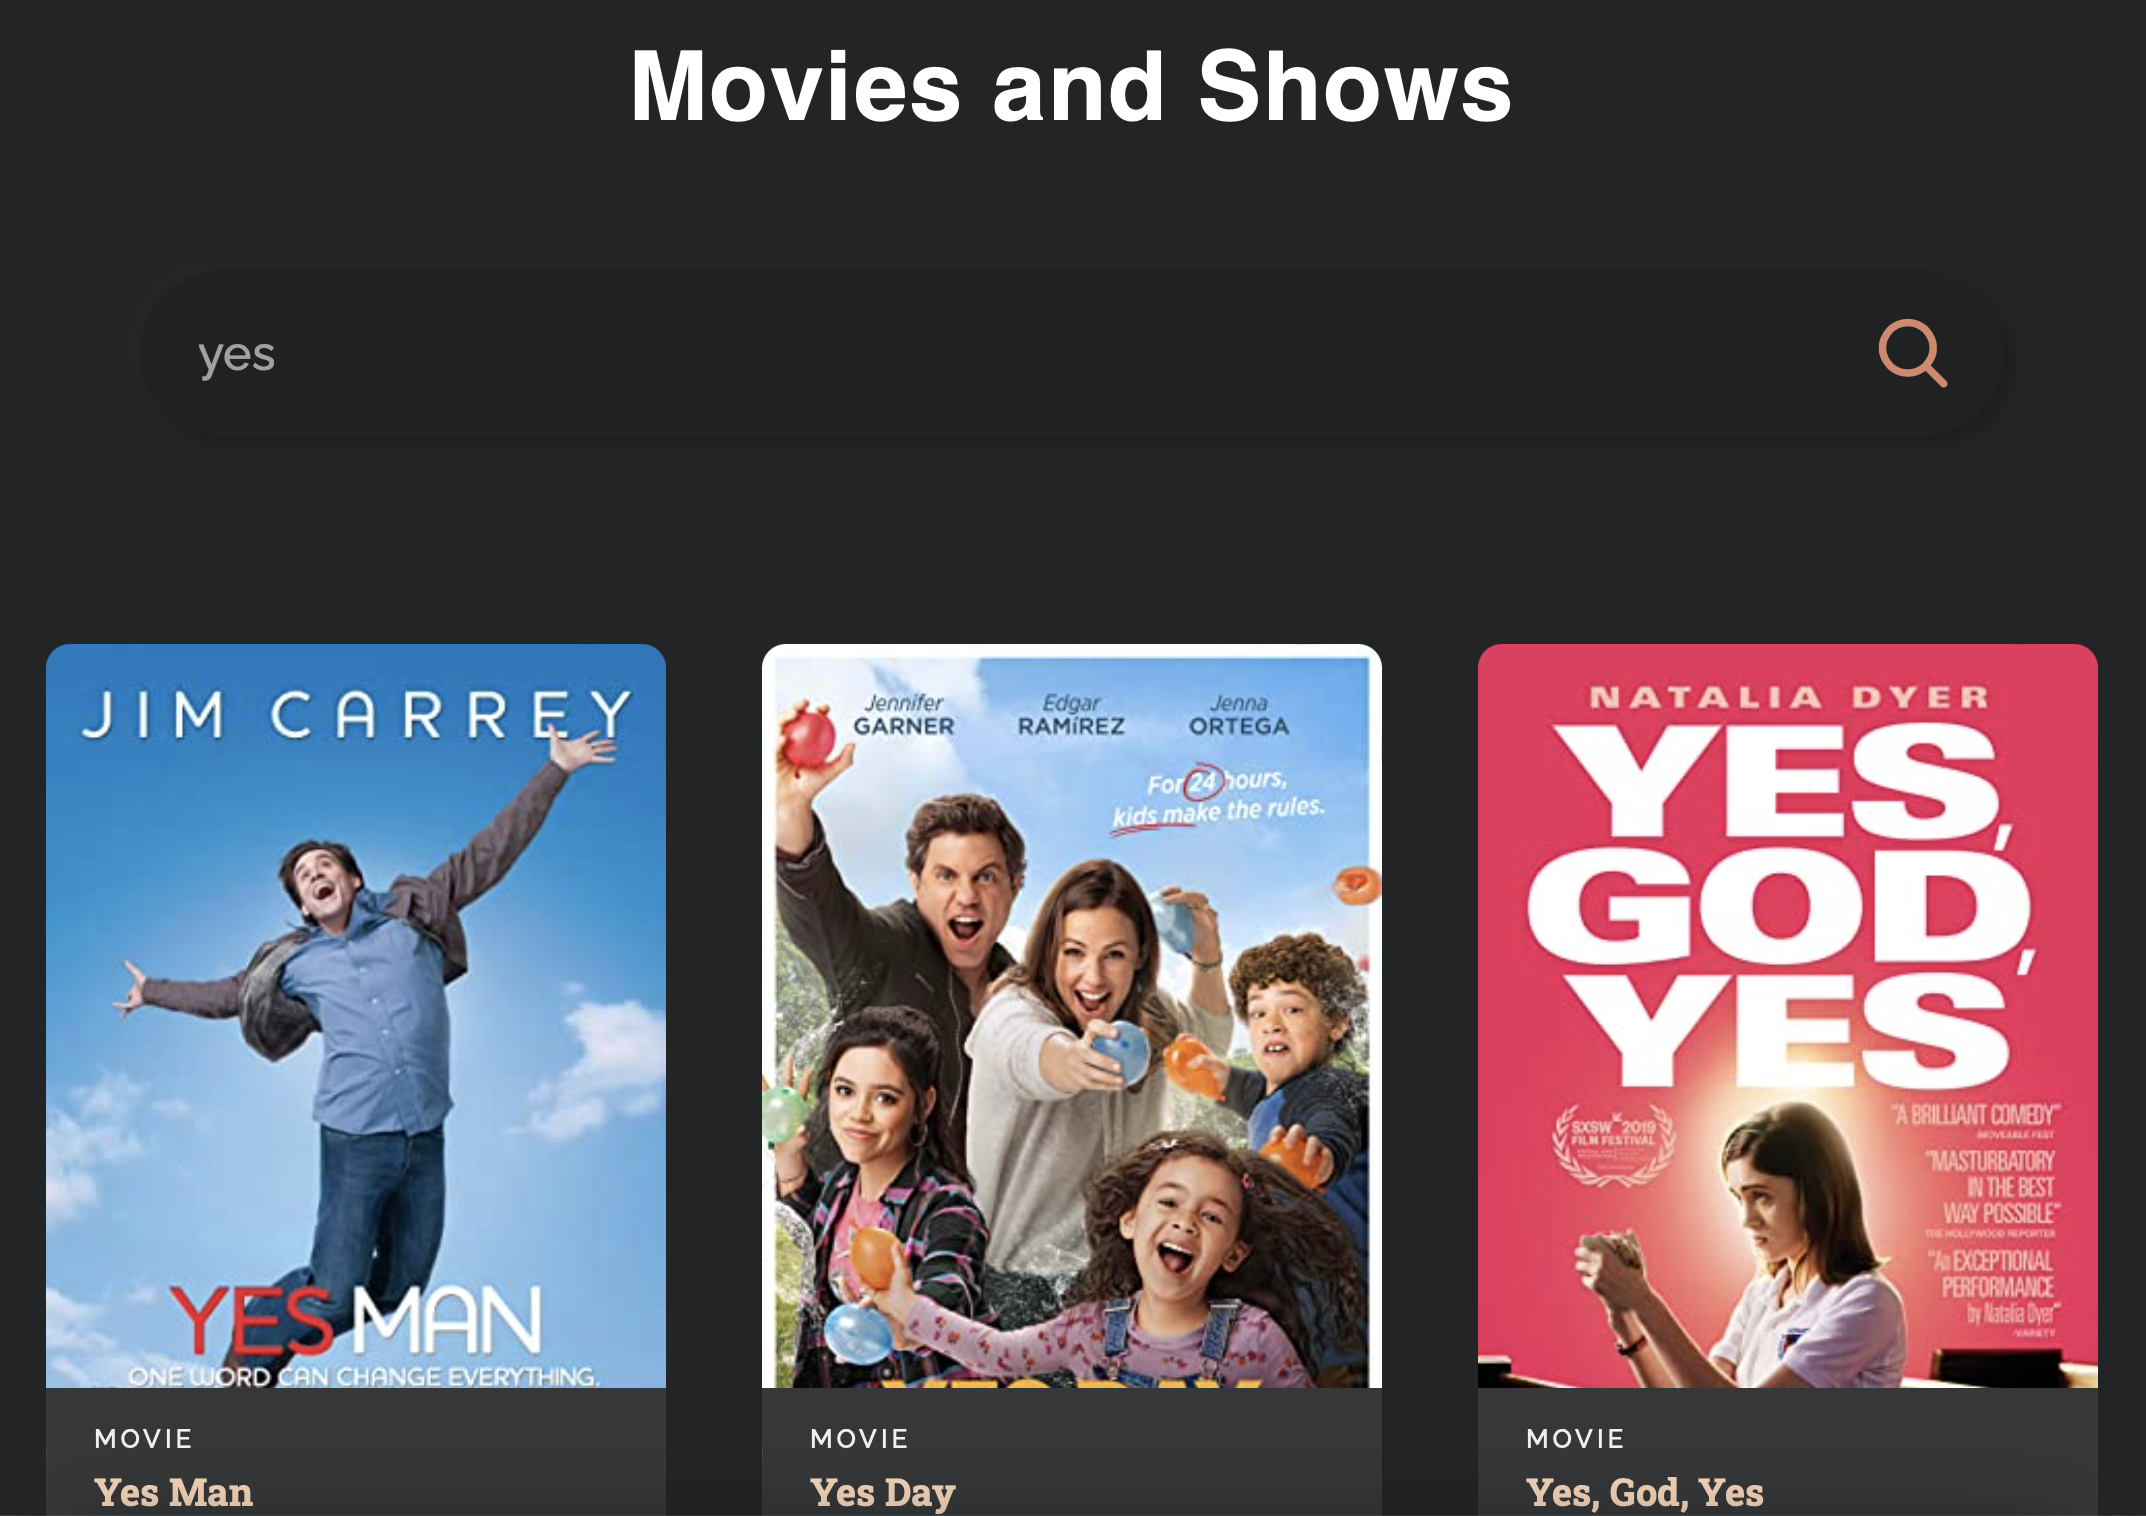 Movies and Shows
yes
JIM CARREY
YES MAN
ONE WORD CAN CHANGE EVERYTHING.
MOVIE
Yes Man
Jennifer GARNER
Edgar RAMÍREZ
Jenna ORTEGA
For 24 hours,
kids make the rules.
YES DAY
MOVIE
Yes Day
NATALIA DYER
YES,
GOD,
YES
SXSW 2019
FILM FESTIVAL
"A BRILLIANT COMEDY"
-MOVEABLE FEST
"MASTURBATORY
IN THE BEST
WAY POSSIBLE"
THE HOLLYWOOD REPORTER
"An EXCEPTIONAL
PERFORMANCE
by Natalia Dyer"
-VARIETY
MOVIE
Yes, God, Yes